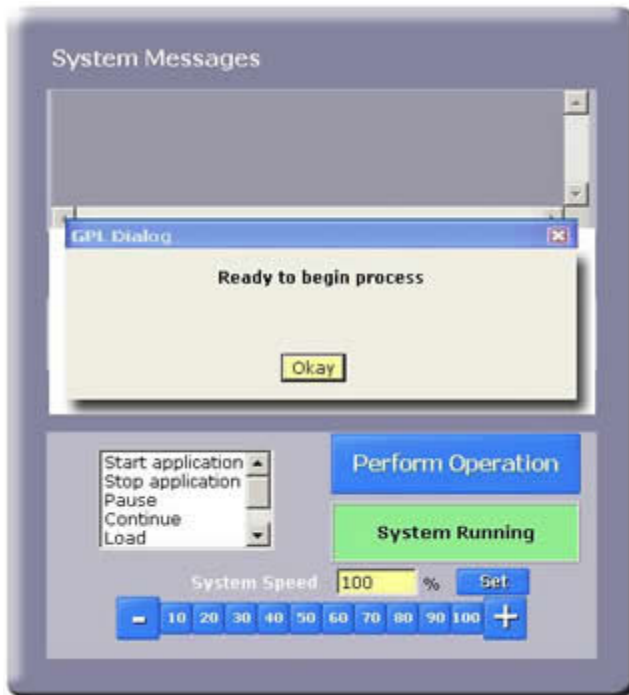 System Messages
GPL Dialog
Ready to begin process
Okay
Start application
Stop application
Pause
Continue
Load
Perform Operation
System Running
System Speed 100 % Set
- 10 20 30 40 50 60 70 80 90 100 +